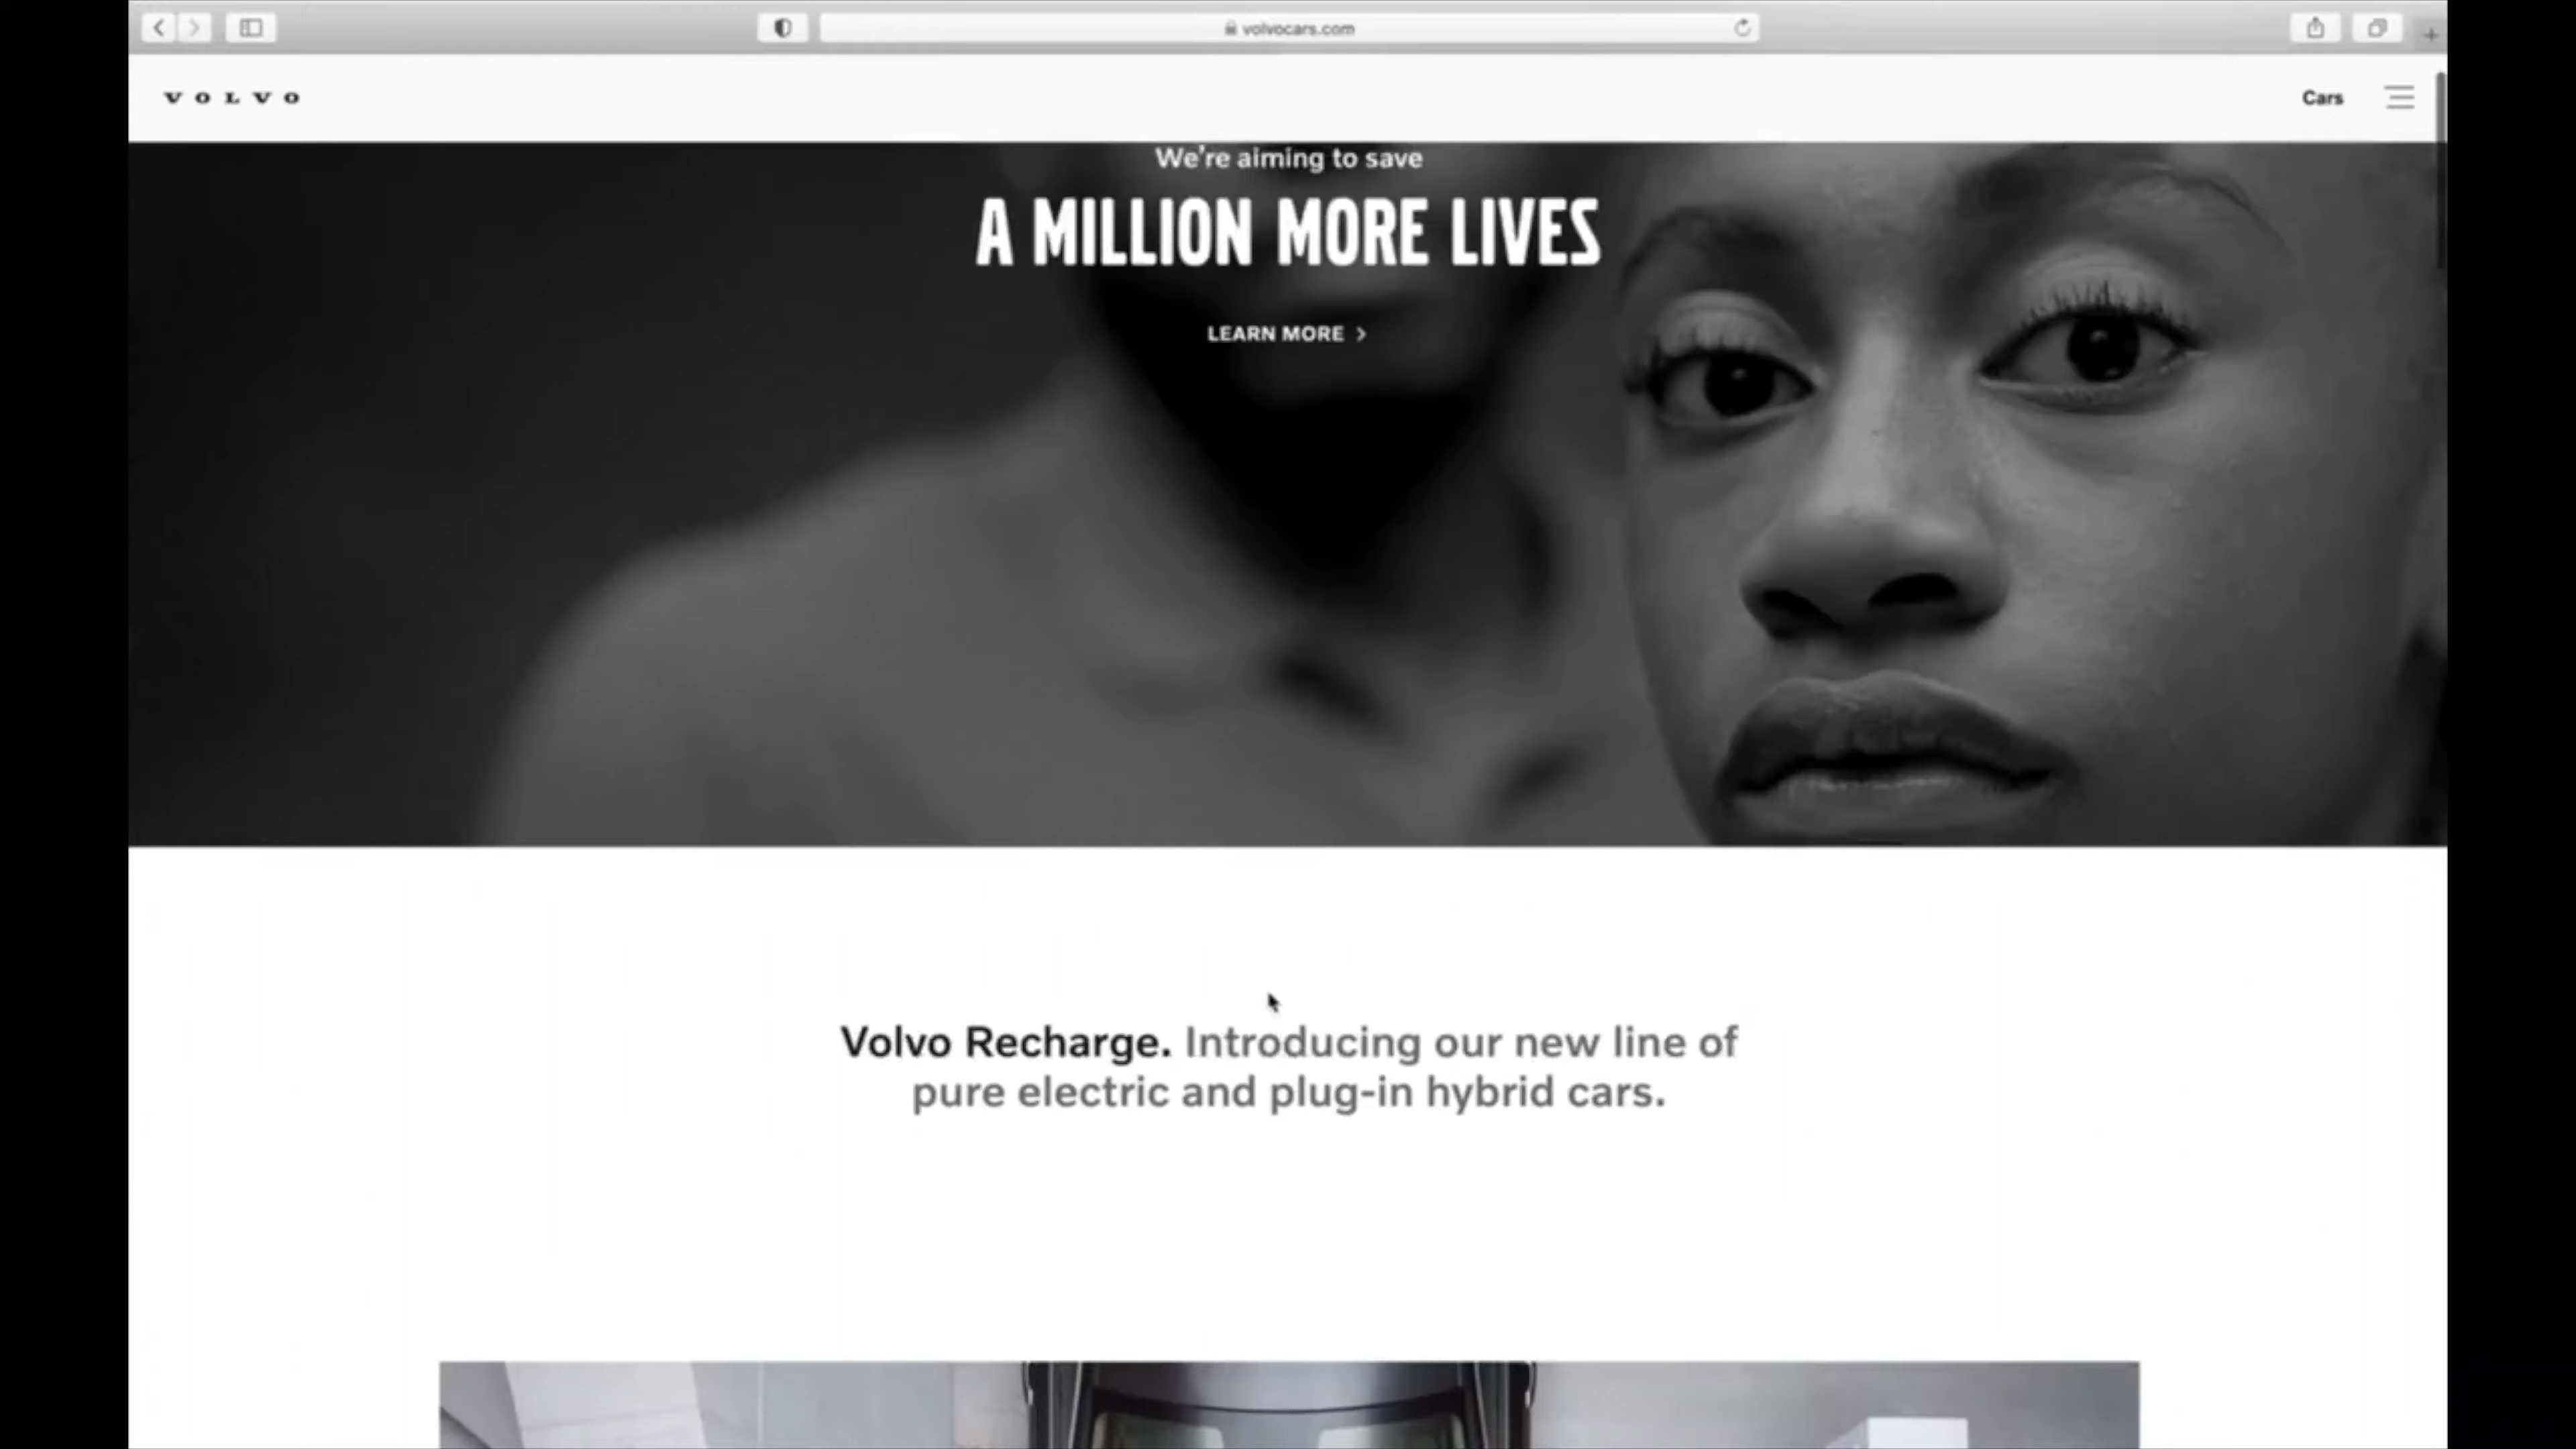 volvocars.com
VOLVO
Cars
We're aiming to save
A MILLION MORE LIVES
LEARN MORE >
Volvo Recharge. Introducing our new line of
pure electric and plug-in hybrid cars.